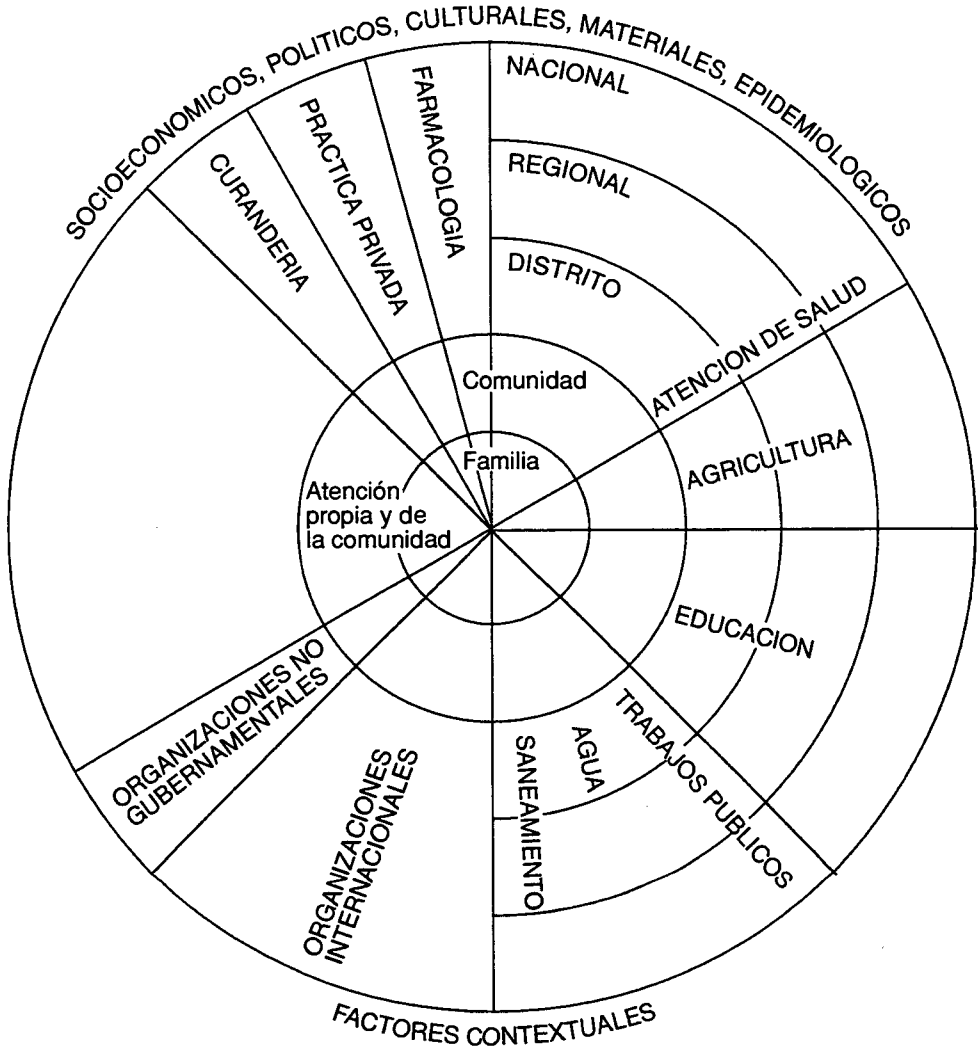 SOCIOECONOMICOS, POLITICOS, CULTURALES, MATERIALES, EPIDEMIOLOGICOS
CURANDERIA
PRACTICA PRIVADA
FARMACOLOGIA
NACIONAL
REGIONAL
DISTRITO
ATENCION DE SALUD
Comunidad
Familia
AGRICULTURA
Atención
propia y de
la comunidad
EDUCACION
ORGANIZACIONES NO
GUBERNAMENTALES
ORGANIZACIONES
INTERNACIONALES
SANEAMIENTO
AGUA
TRABAJOS PUBLICOS
FACTORES CONTEXTUALES